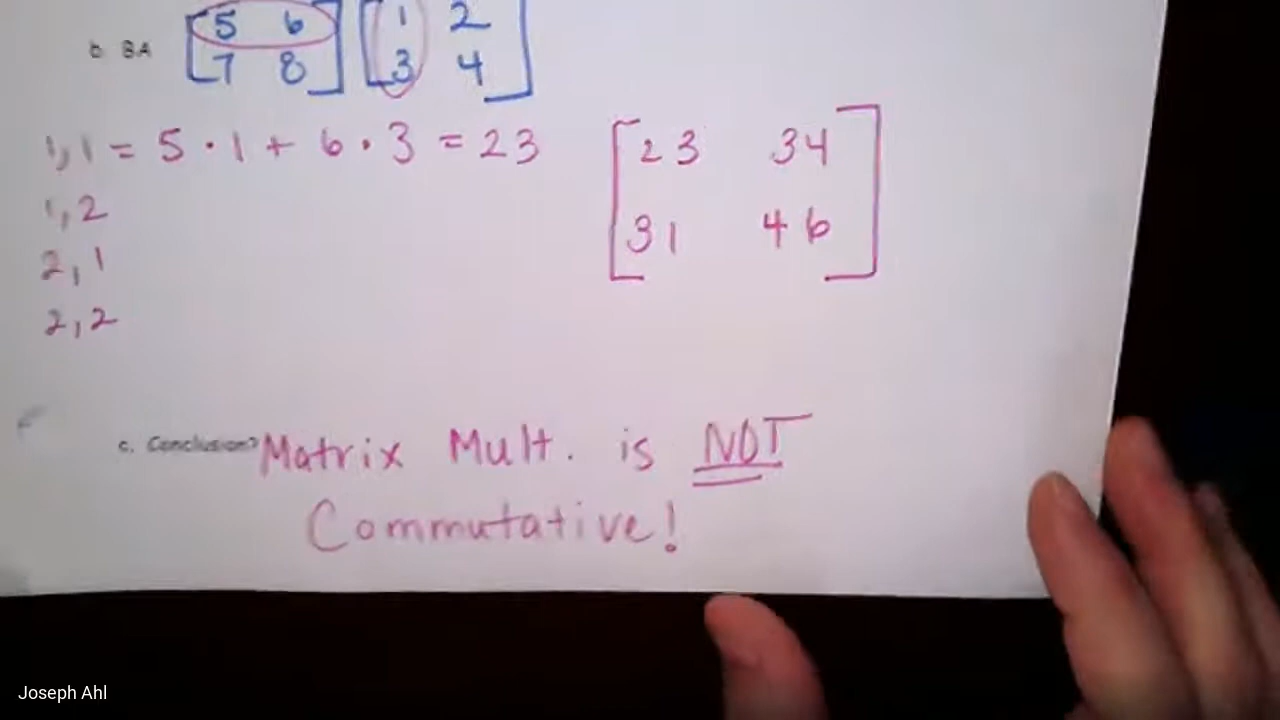 5 6 1 2
b. BA
7 8 3 4
1,1 = 5 · 1 + 6 · 3 = 23
23 34
1,2
31 46
2,1
2,2
c. Conclusion? Matrix Mult. is NOT
Commutative!
Joseph Ahl